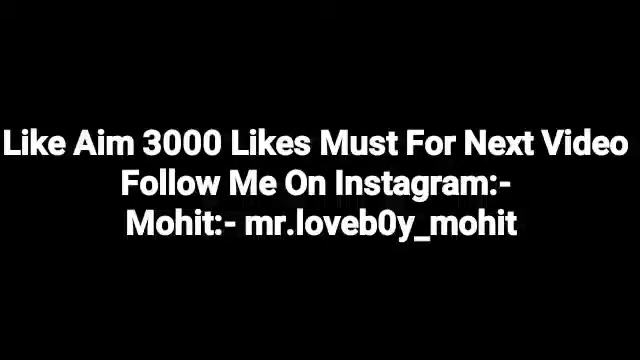 Like Aim 3000 Likes Must For Next Video
Follow Me On Instagram:-
Mohit:- mr.loveb0y_mohit